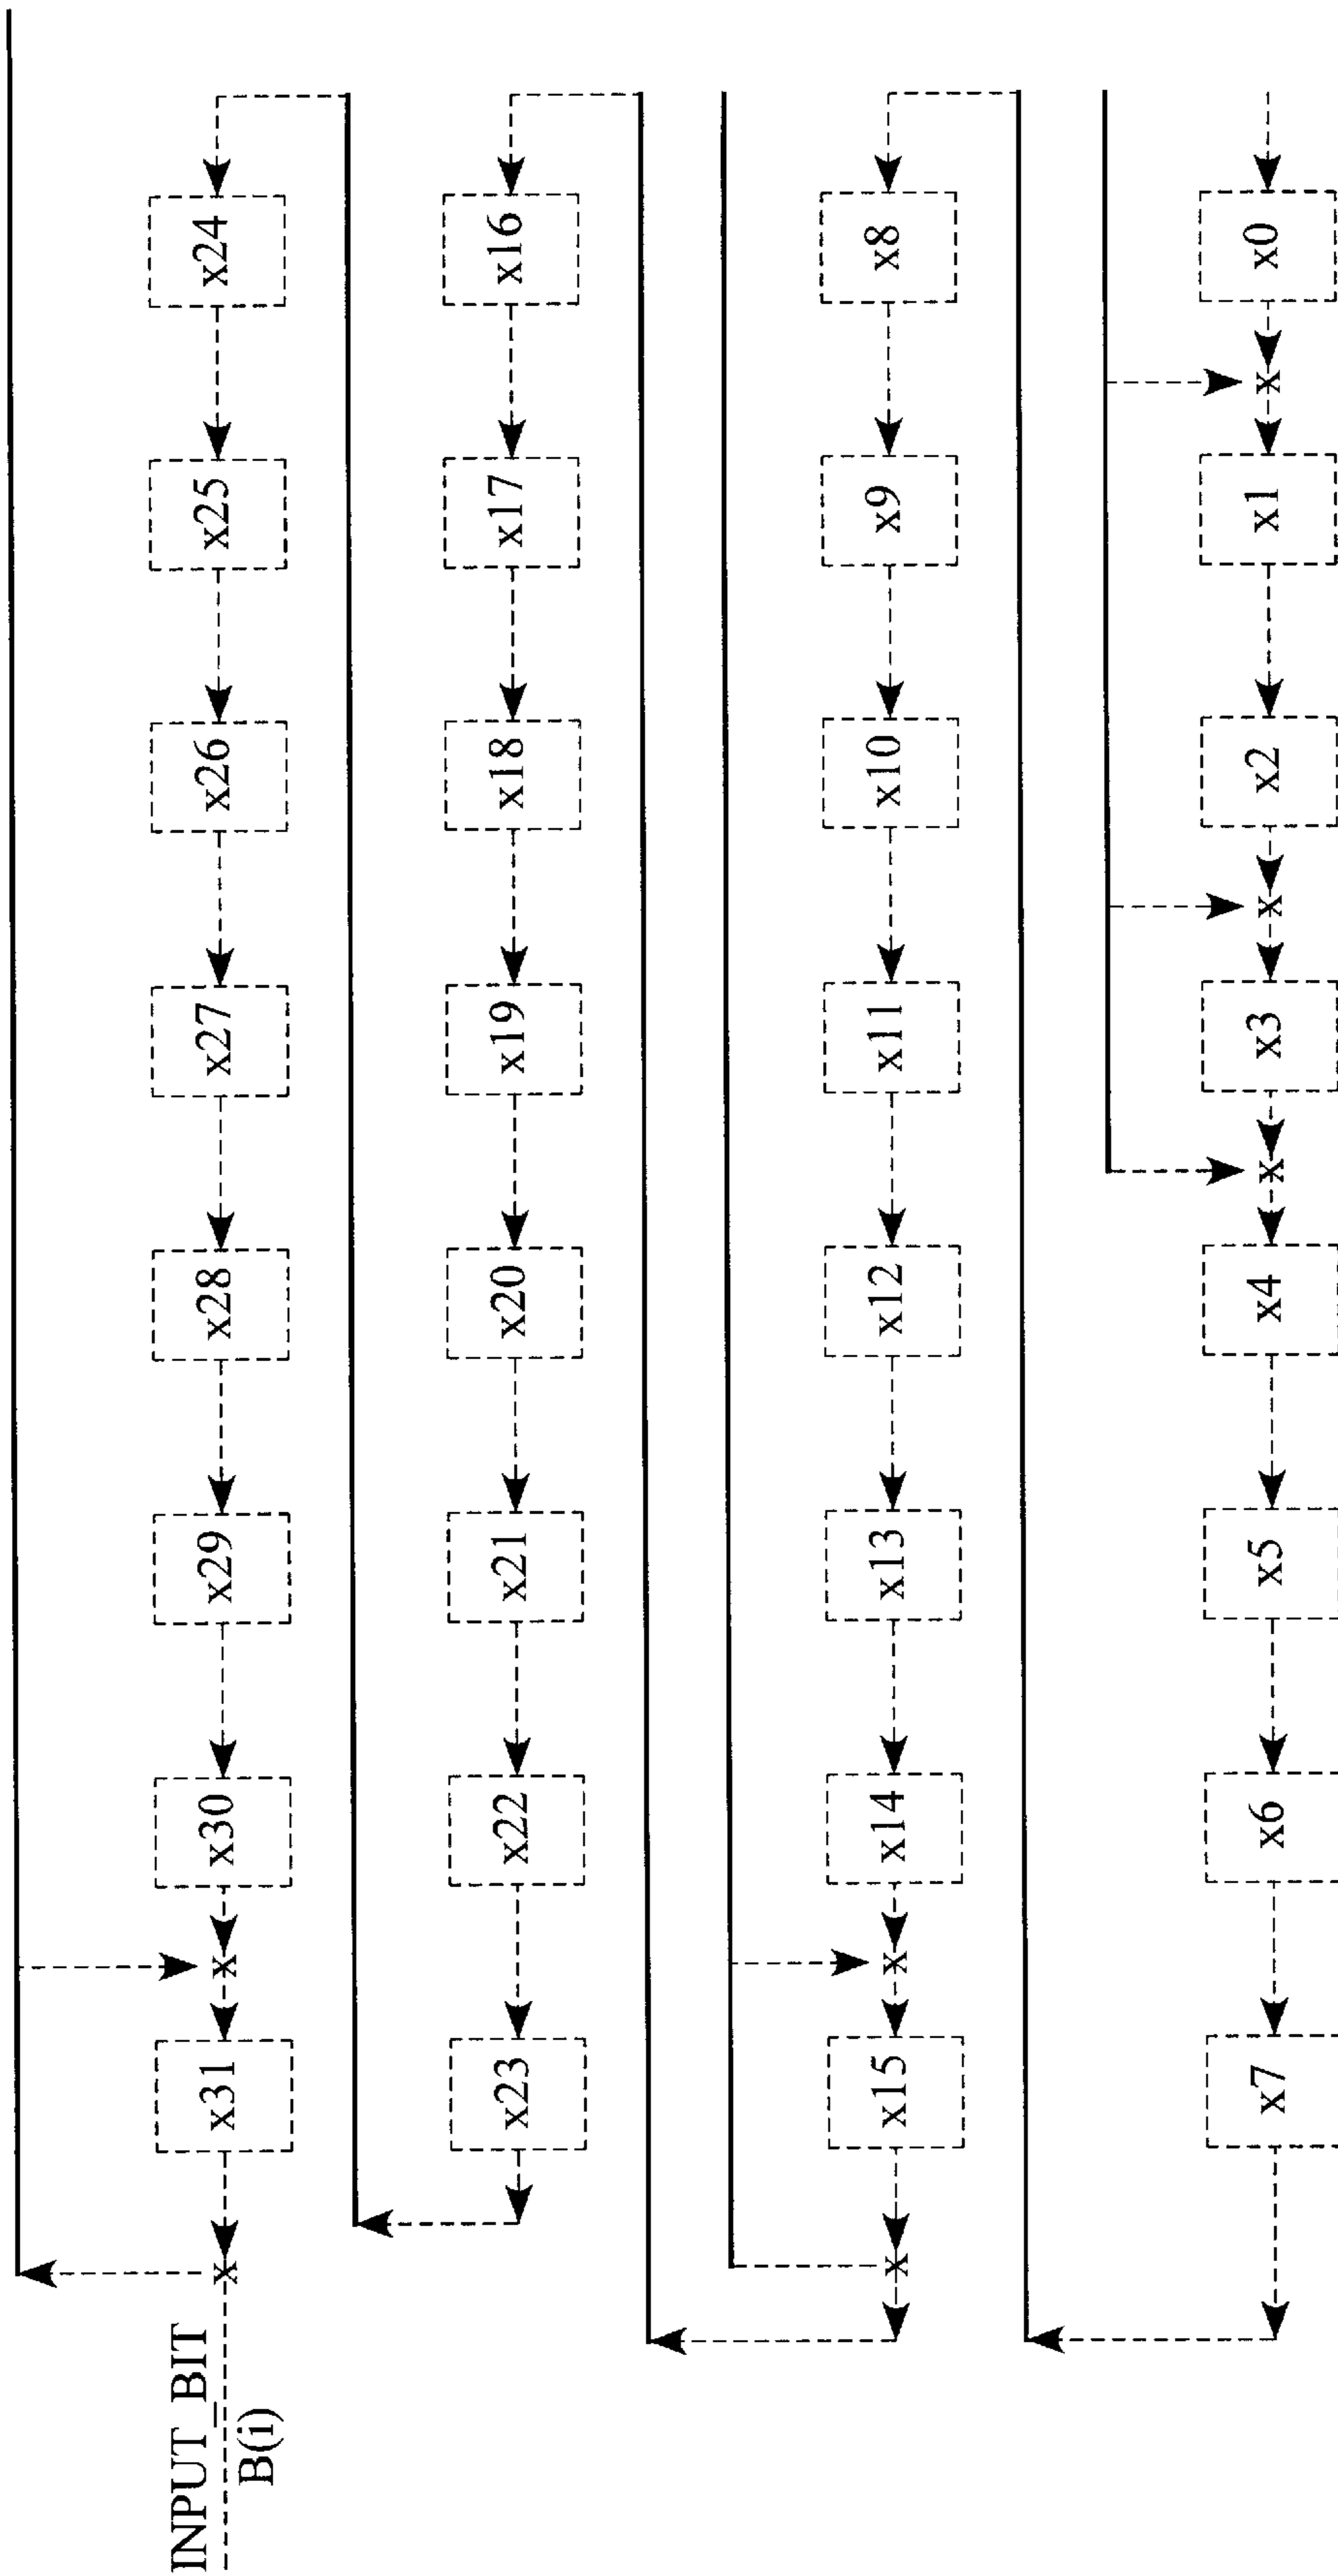 INPUT_BIT
B(i)
x x31 x x30 x29 x28 x27 x26 x25 x24
x23 x22 x21 x20 x19 x18 x17 x16
x x15 x x14 x13 x12 x11 x10 x9 x8
x7 x6 x5 x4 x x3 x x2 x1 x x0